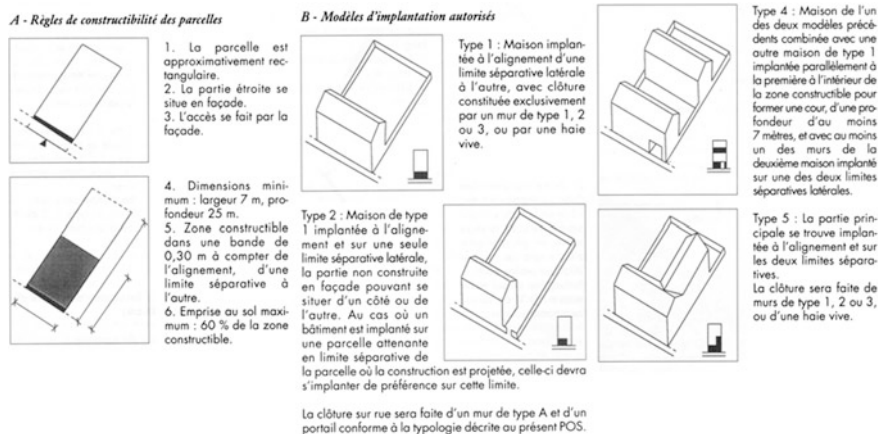 A - Règles de constructibilité des parcelles
1. La parcelle est
approximativement rec-
tangulaire.
2. La partie étroite se
situe en façade.
3. L'accès se fait par la
façade.
4. Dimensions mini-
mum : largeur 7 m, pro-
fondeur 25 m.
5. Zone constructible
dans une bande de
0,30 m à compter de
l'alignement, d'une
limite séparative à
l'autre.
6. Emprise au sol maxi-
mum : 60 % de la zone
constructible.
B - Modèles d'implantation autorisés
Type 1 : Maison implan-
tée à l'alignement d'une
limite séparative latérale
à l'autre, avec clôture
constituée exclusivement
par un mur de type 1, 2
ou 3, ou par une haie
vive.
Type 2 : Maison de type
1 implantée à l'aligne-
ment et sur une seule
limite séparative latérale,
la partie non construite
en façade pouvant se
situer d'un côté ou de
l'autre. Au cas où un
bâtiment est implanté sur
une parcelle attenante
en limite séparative de
la parcelle où la construction est projetée, celle-ci devra
s'implanter de préférence sur cette limite.
La clôture sur rue sera faite d'un mur de type A et d'un
portail conforme à la typologie décrite au présent POS.
Type 4 : Maison de l'un
des deux modèles précé-
dents combinée avec une
autre maison de type 1
implantée parallèlement à
la première à l'intérieur de
la zone constructible pour
former une cour, d'une pro-
fondeur d'au moins
7 mètres, et avec au moins
un des murs de la
deuxième maison implanté
sur une des deux limites
séparatives latérales.
Type 5 : La partie prin-
cipale se trouve implan-
tée à l'alignement et sur
les deux limites sépara-
tives.
La clôture sera faite de
murs de type 1, 2 ou 3,
ou d'une haie vive.